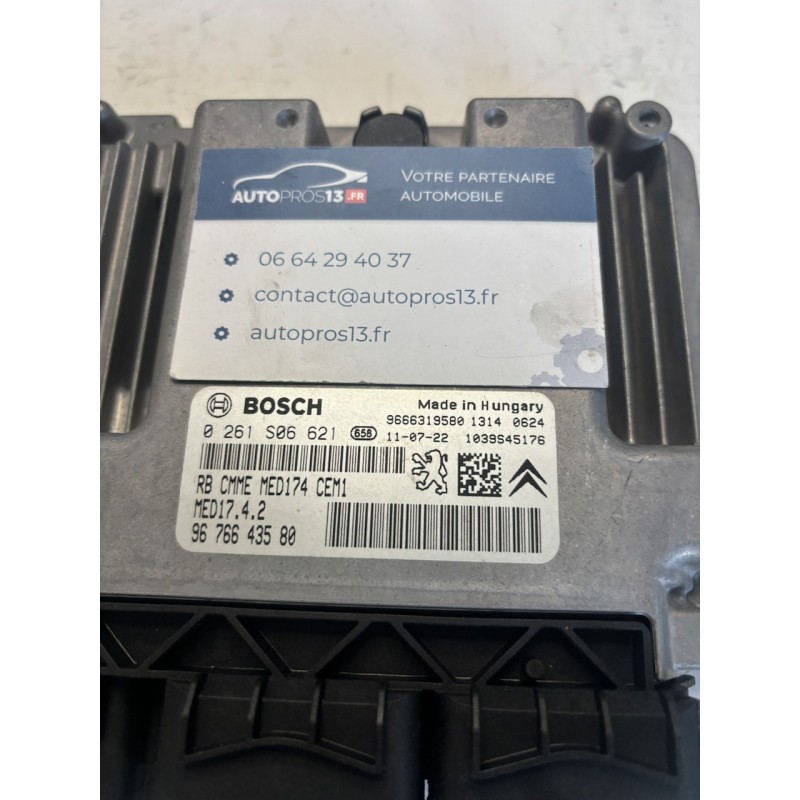 AUTOPROS13.FR
VOTRE PARTENAIRE
AUTOMOBILE
06 64 29 40 37
contact@autopros13.fr
autopros13.fr
BOSCH
Made in Hungary
9666319580 1314 0624
0 261 S06 621 658 11-07-22 1039S45176
RB CMME MED174 CEM1
MED17.4.2
96 766 435 80